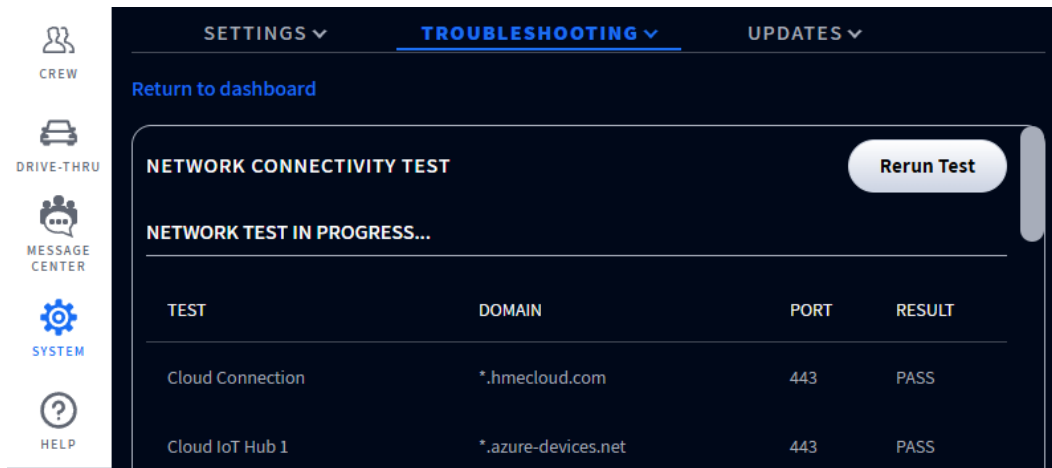 CREW
DRIVE-THRU
MESSAGE
CENTER
SYSTEM
HELP
SETTINGS TROUBLESHOOTING UPDATES
Return to dashboard
NETWORK CONNECTIVITY TEST Rerun Test
NETWORK TEST IN PROGRESS...
TEST DOMAIN PORT RESULT
Cloud Connection *.hmecloud.com 443 PASS
Cloud IoT Hub 1 *.azure-devices.net 443 PASS